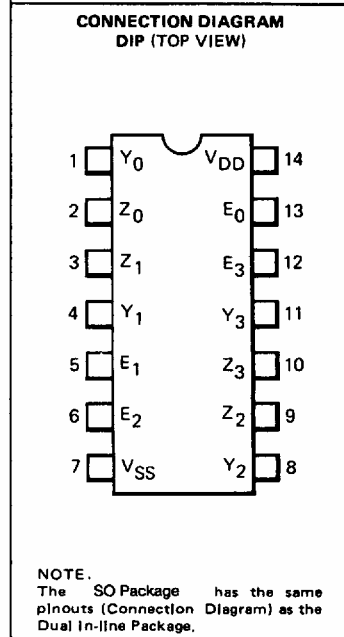 CONNECTION DIAGRAM
DIP (TOP VIEW)
1 Y0 VDD 14
2 Z0 E0 13
3 Z1 E3 12
4 Y1 Y3 11
5 E1 Z3 10
6 E2 Z2 9
7 VSS Y2 8
NOTE.
The SO Package has the same
pinouts (Connection Diagram) as the
Dual In-line Package.